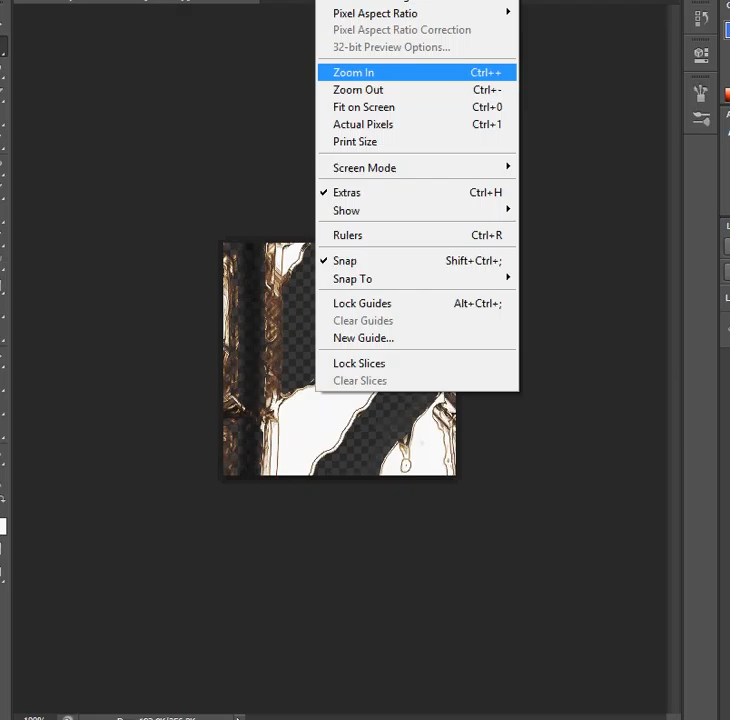 Pixel Aspect Ratio
Pixel Aspect Ratio Correction
32-bit Preview Options...
Zoom In Ctrl++
Zoom Out Ctrl+-
Fit on Screen Ctrl+0
Actual Pixels Ctrl+1
Print Size
Screen Mode
Extras Ctrl+H
Show
Rulers Ctrl+R
Snap Shift+Ctrl+;
Snap To
Lock Guides Alt+Ctrl+;
Clear Guides
New Guide...
Lock Slices
Clear Slices